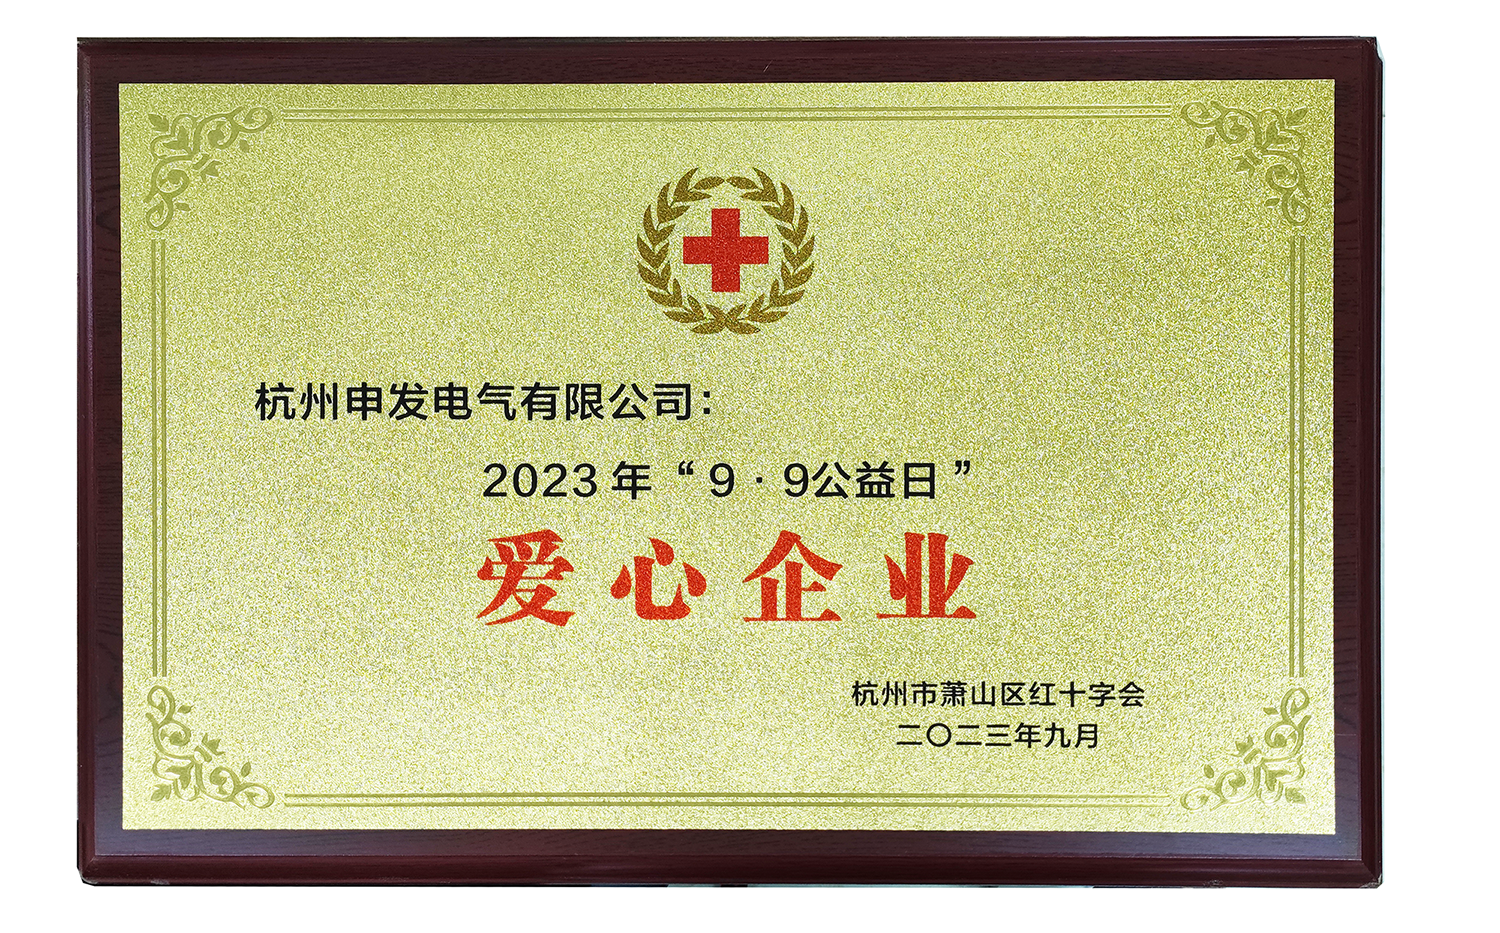 杭州申发电气有限公司：
2023年“9·9公益日”
爱心企业
杭州市萧山区红十字会
二〇二三年九月